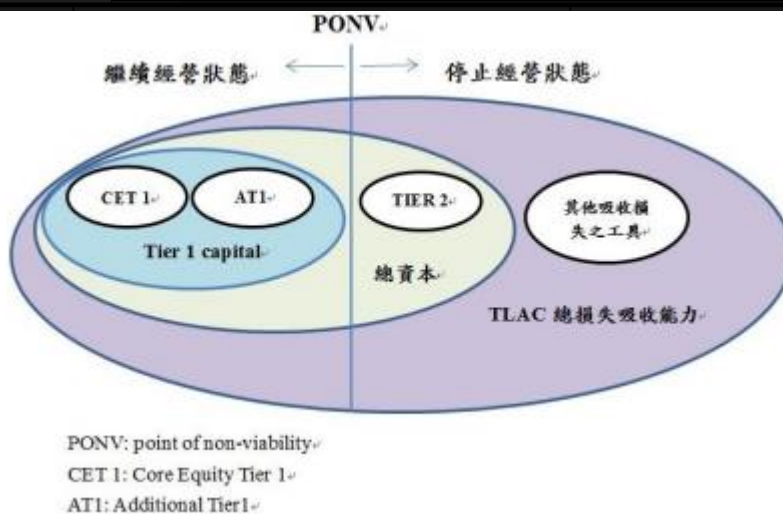 PONV
繼續經營狀態
停止經營狀態
CET 1
AT1
TIER 2
其他吸收損
失之工具
Tier 1 capital
總資本
TLAC 總損失吸收能力
PONV: point of non-viability
CET 1: Core Equity Tier 1
AT1: Additional Tier1